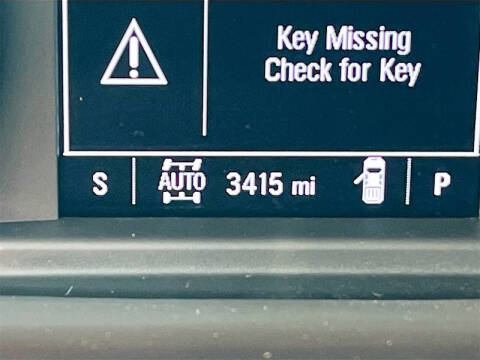 Key Missing
Check for Key
S AUTO 3415 mi P